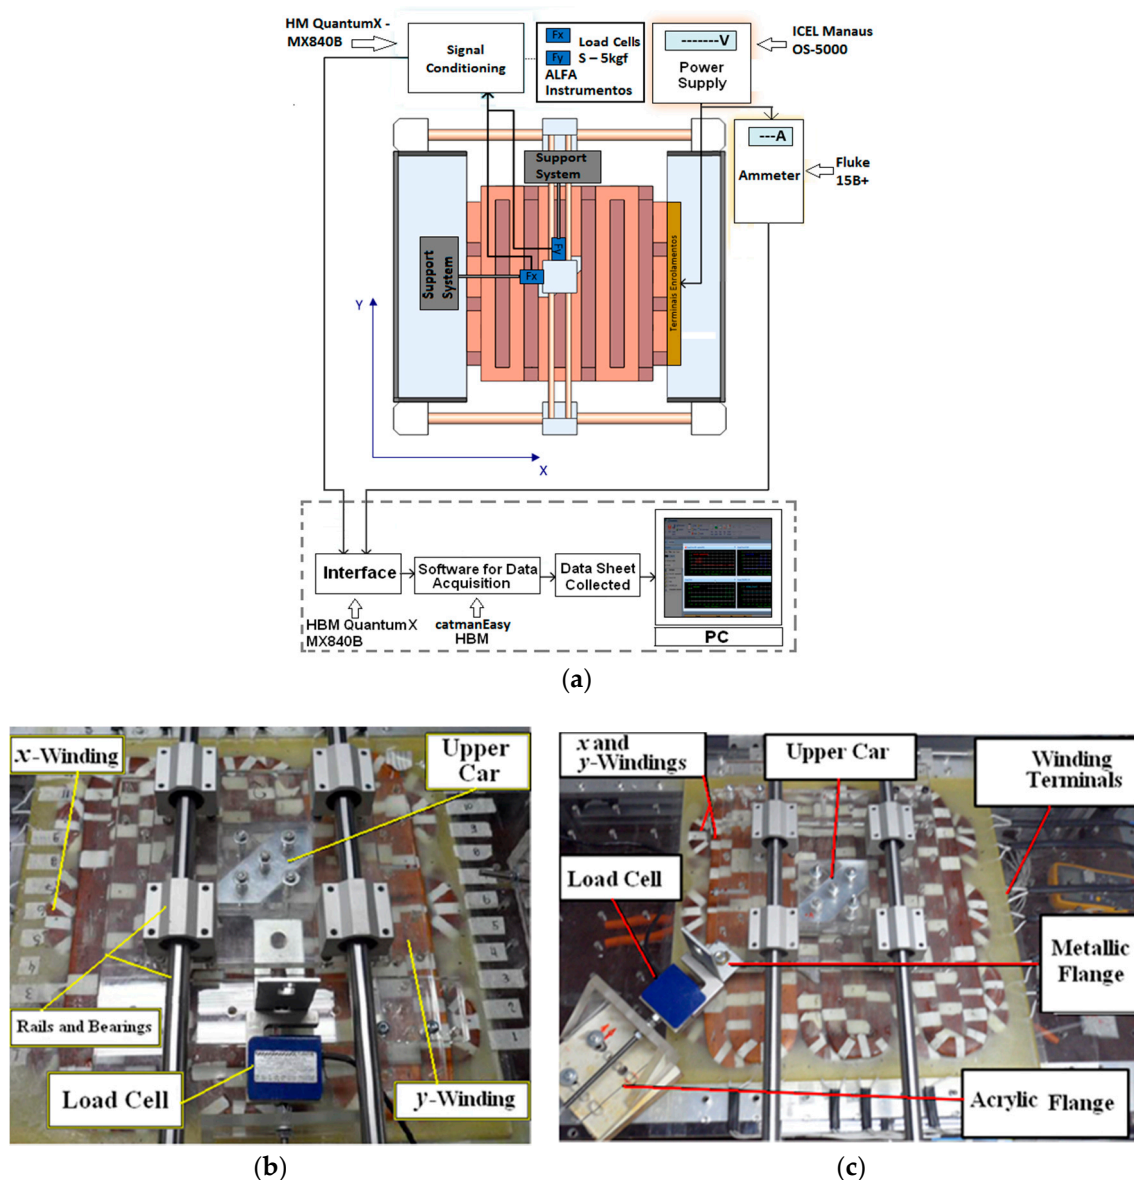 HM QuantumX -
MX840B
Signal
Conditioning
Fx
Fy
Load Cells
S – 5kgf
ALFA
Instrumentos
-------V
Power
Supply
ICEL Manaus
OS-5000
---A
Ammeter
Fluke
15B+
Support
System
Support
System
Fy
Fx
Terminais Enrolamentos
Y
X
Interface
Software for Data
Acquisition
Data Sheet
Collected
HBM QuantumX
MX840B
catmanEasy
HBM
PC
(a)
x-Winding
Upper
Car
Rails and Bearings
Load Cell
y-Winding
(b)
x and
y-Windings
Upper Car
Winding
Terminals
Load Cell
Metallic
Flange
Acrylic Flange
(c)